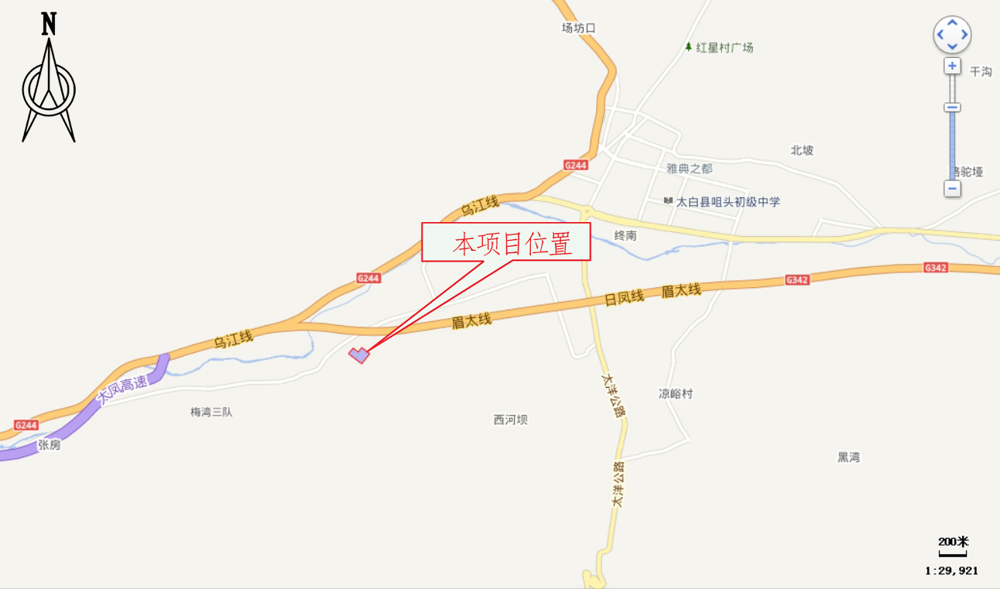 N
场坊口
红星村广场
干沟
北坡
骆驼垭
G244
雅典之都
太白县咀头初级中学
乌江线
终南
本项目位置
G244
G342
G342
日凤线
眉太线
眉太线
乌江线
太凤高速
太洋公路
凉峪村
梅湾三队
西河坝
G244
张房
黑湾
太洋公路
200米
1:29,921